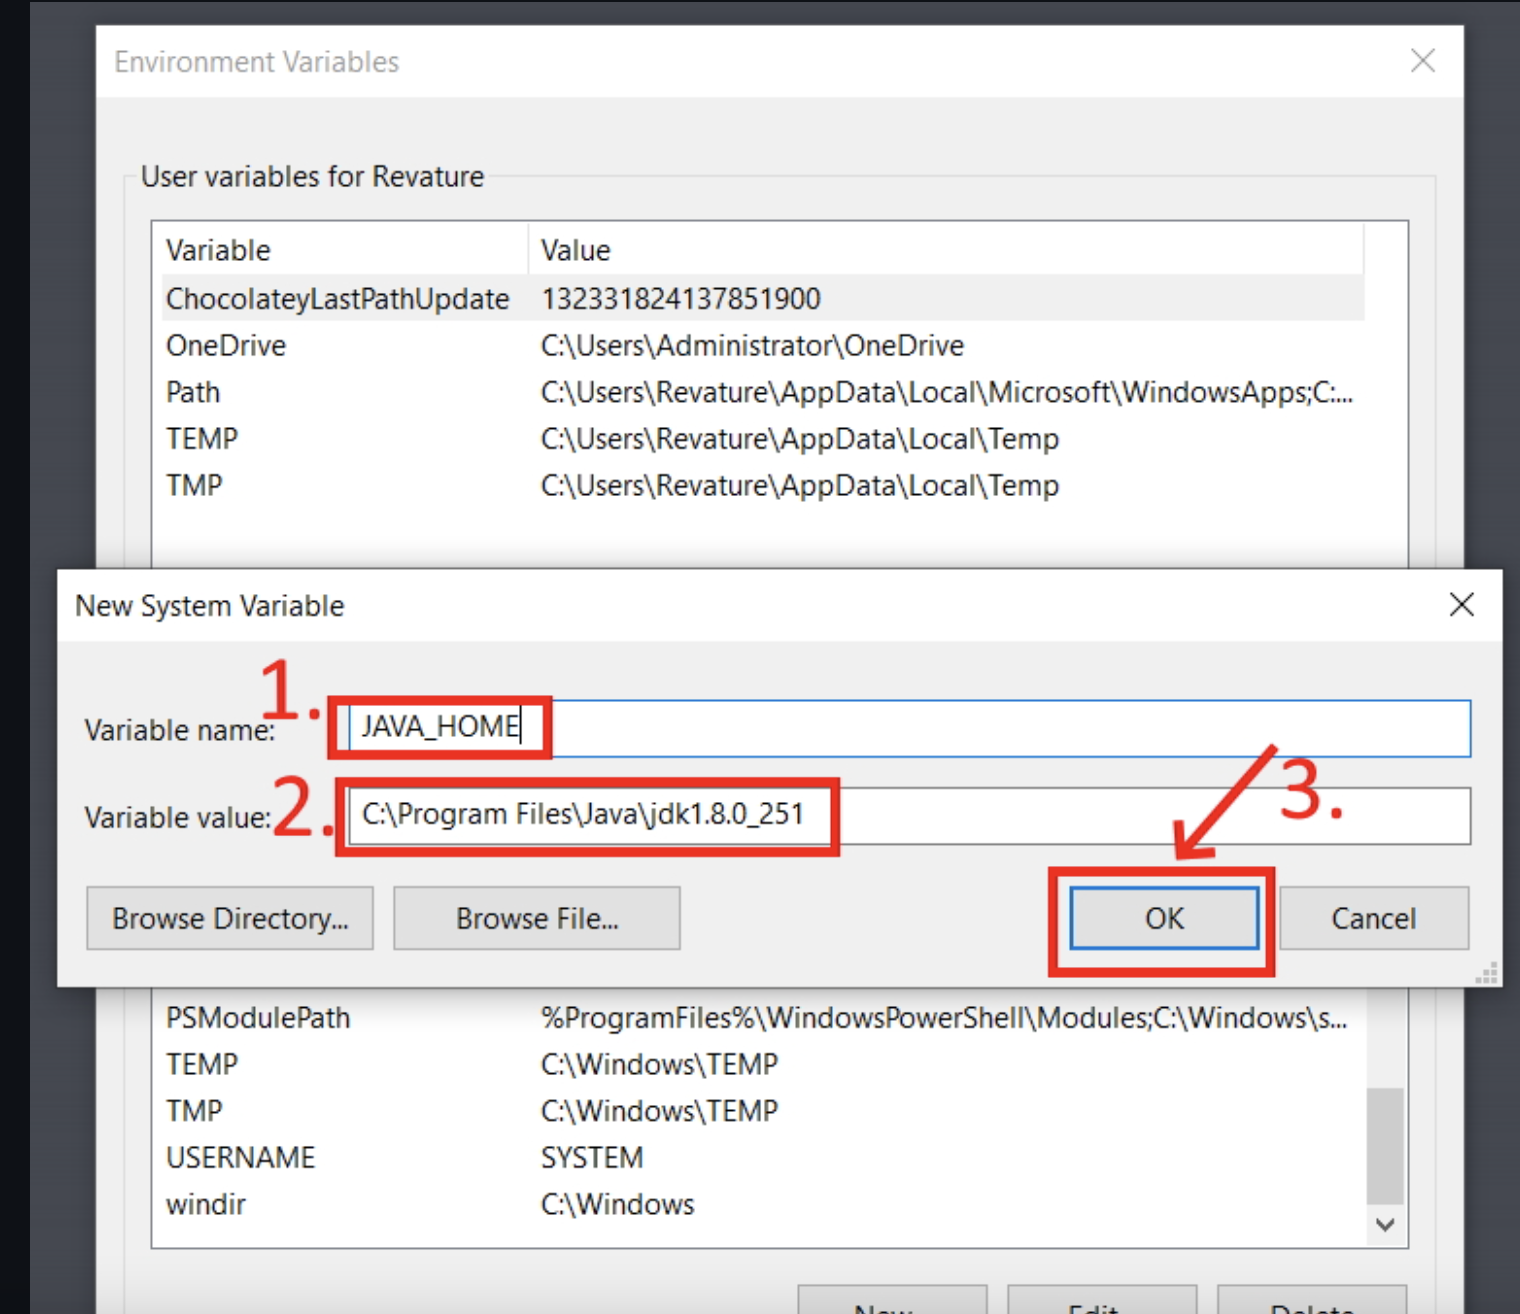 Environment Variables
User variables for Revature
Variable Value
ChocolateyLastPathUpdate 132331824137851900
OneDrive C:\Users\Administrator\OneDrive
Path C:\Users\Revature\AppData\Local\Microsoft\WindowsApps;C:...
TEMP C:\Users\Revature\AppData\Local\Temp
TMP C:\Users\Revature\AppData\Local\Temp
New System Variable
1.
Variable name: JAVA_HOME
2.
Variable value: C:\Program Files\Java\jdk1.8.0_251
3.
Browse Directory... Browse File... OK Cancel
PSModulePath %ProgramFiles%\WindowsPowerShell\Modules;C:\Windows\s...
TEMP C:\Windows\TEMP
TMP C:\Windows\TEMP
USERNAME SYSTEM
windir C:\Windows
New... Edit... Delete